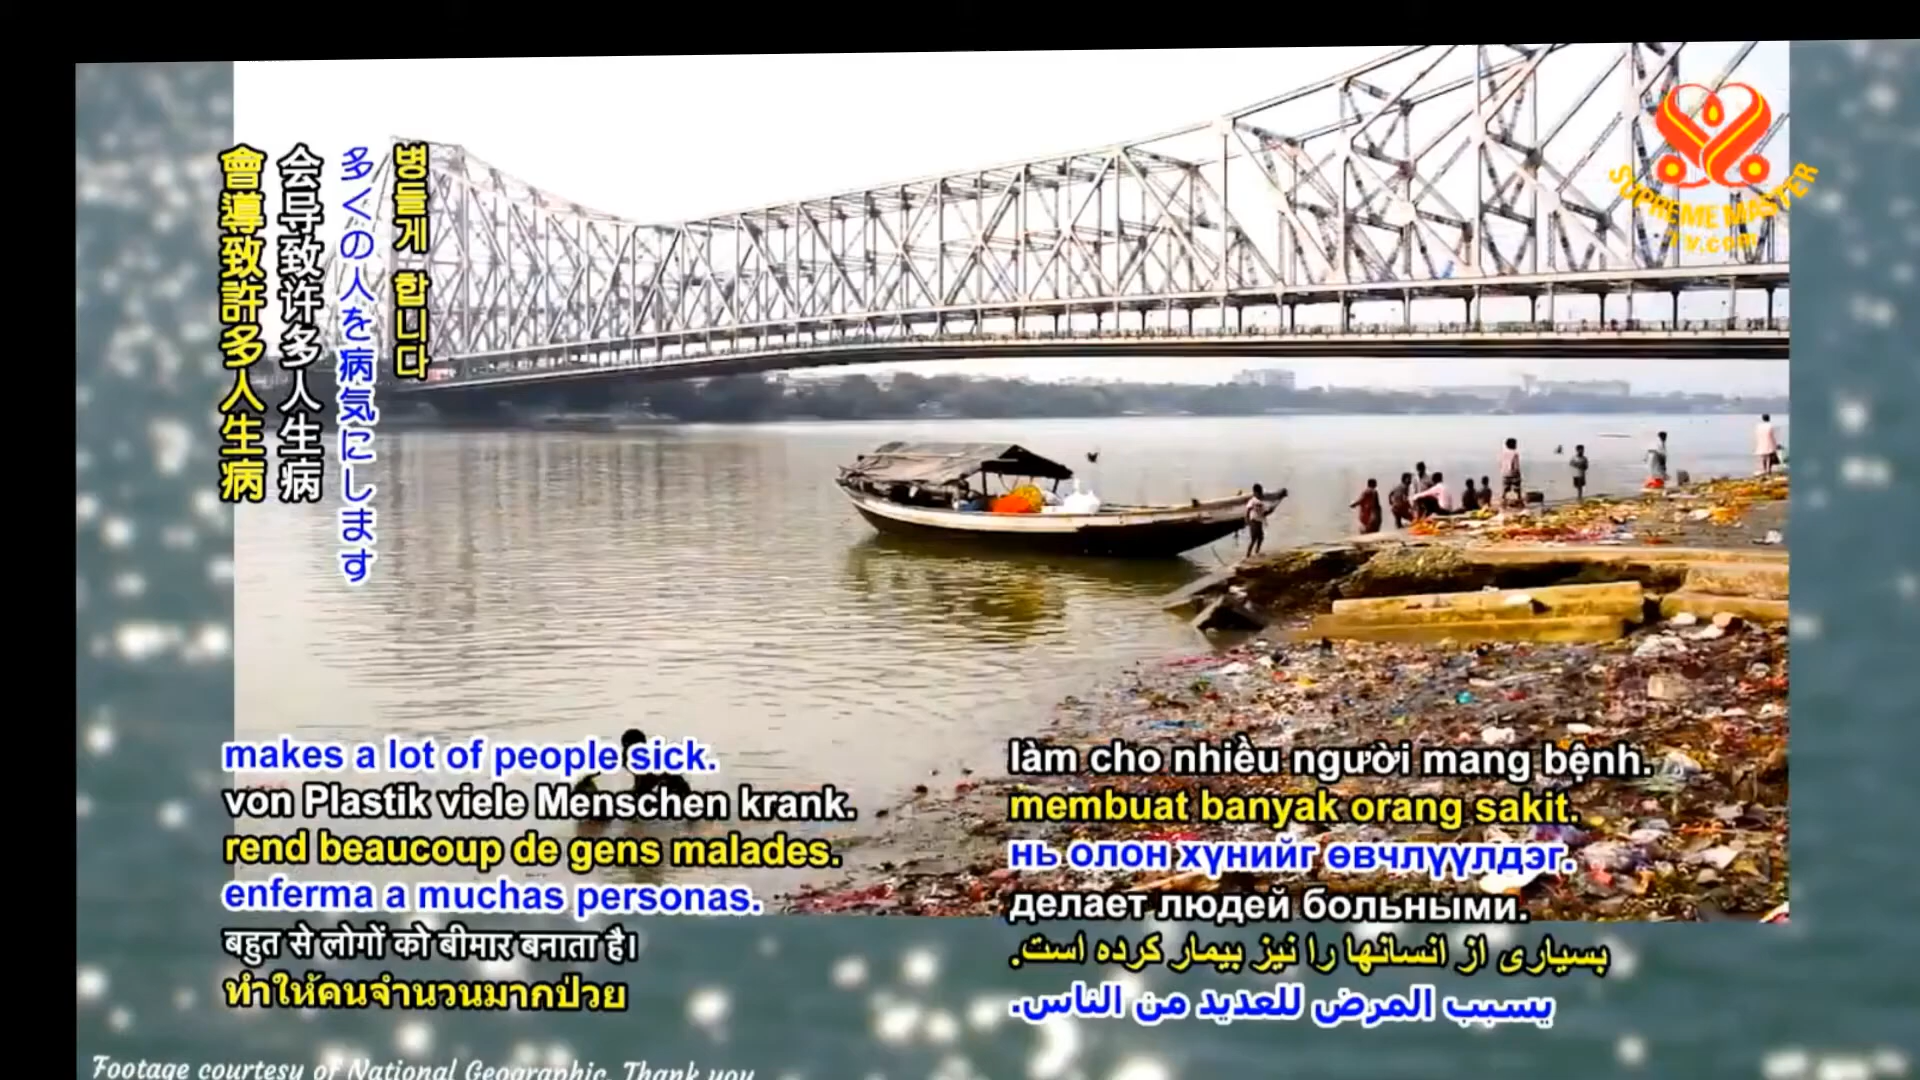 會導致許多人生病
会导致许多人生病
多くの人を病気にします
병들게 합니다
SUPREME MASTER
TV.com
makes a lot of people sick.
von Plastik viele Menschen krank.
rend beaucoup de gens malades.
enferma a muchas personas.
बहुत से लोगों को बीमार बनाता है।
ทำให้คนจำนวนมากป่วย
làm cho nhiều người mang bệnh.
membuat banyak orang sakit.
нь олон хүнийг өвчлүүлдэг.
делает людей больными.
بسیاری از انسانها را نیز بیمار کرده است.
يسبب المرض للعديد من الناس.
Footage courtesy of National Geographic. Thank you